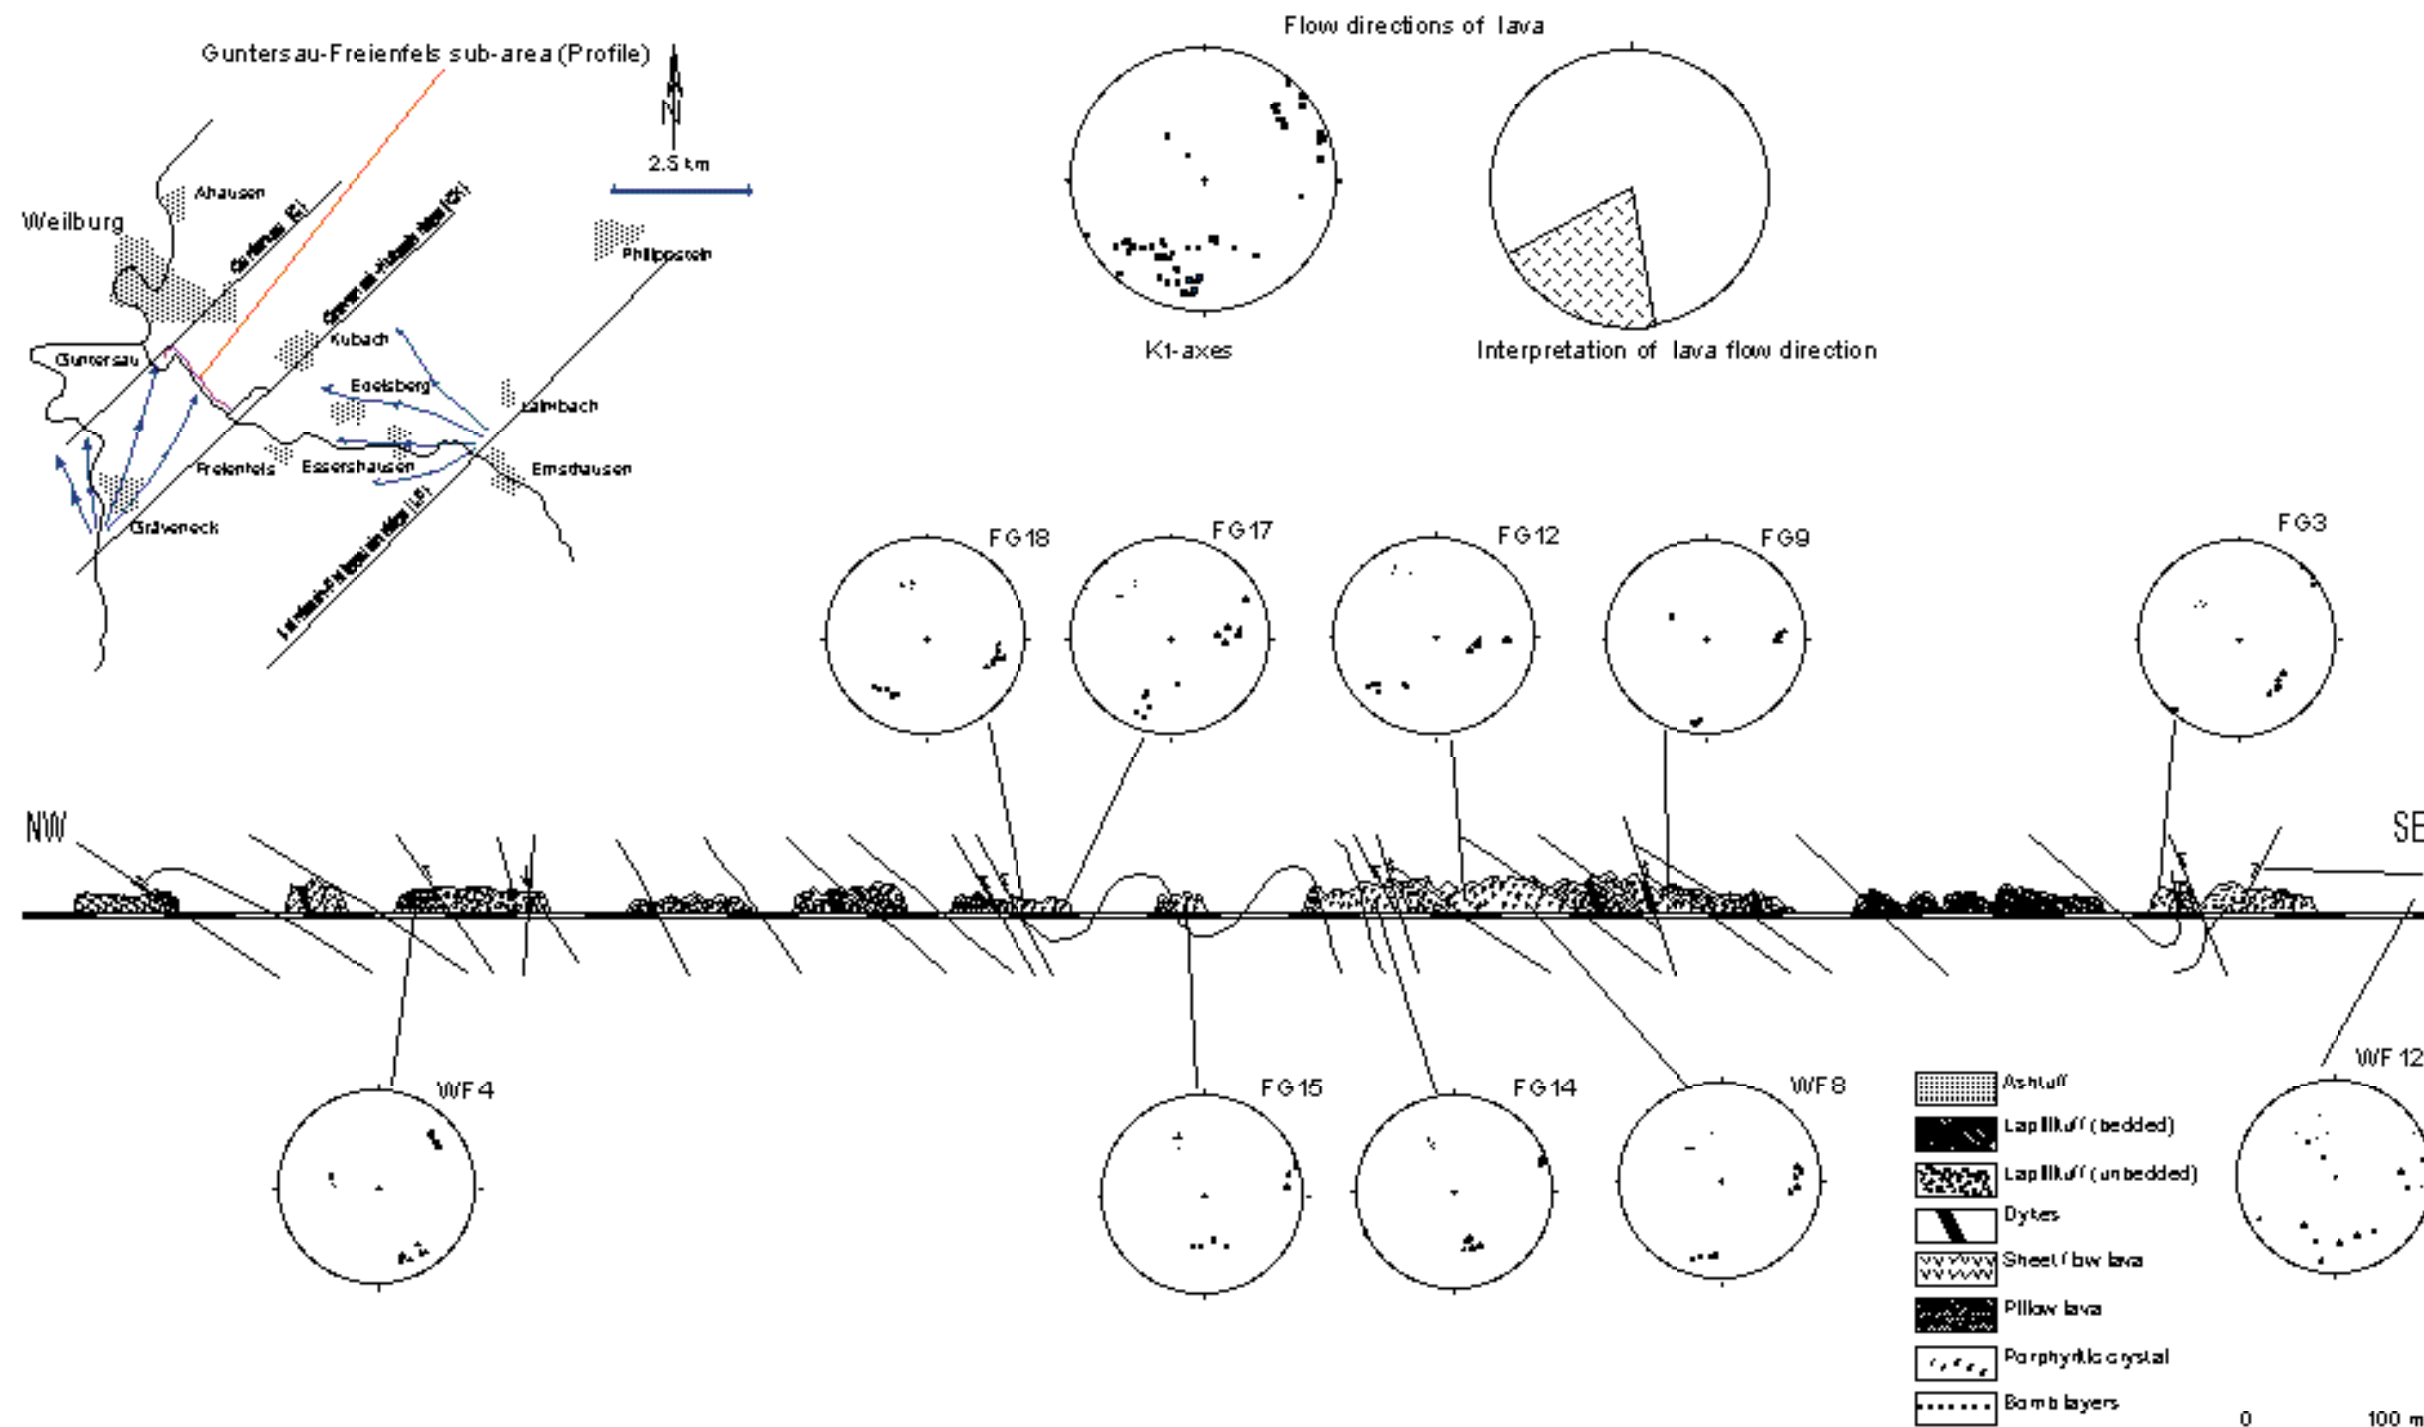 Guntersau-Freienfels sub-area (Profile)
N
2.5 km
Ahausen
Weilburg
Philippstein
Guntersau
Kubach
Edelsberg
Laimbach
Freienfels
Essershausen
Ernsthausen
Gräveneck
Flow directions of lava
K1-axes
Interpretation of lava flow direction
FG18
FG17
FG12
FG9
FG3
NW
SE
WF4
FG15
FG14
WF8
WF12
Ashtuff
Lapillituff (bedded)
Lapillituff (unbedded)
Dykes
Sheet flow lava
Pillow lava
Porphyritic crystal
Bomb layers
0 100 m